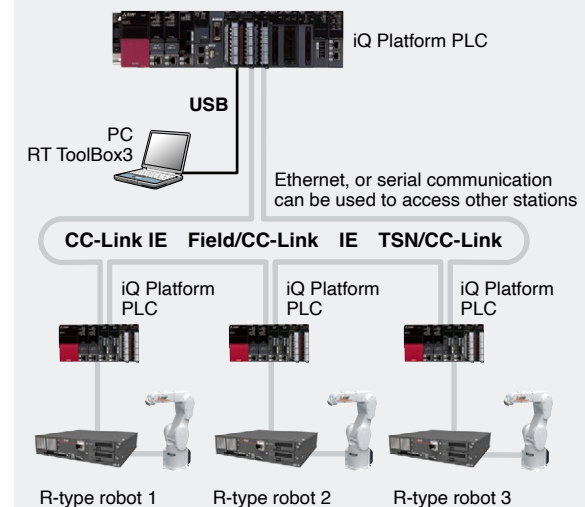 iQ Platform PLC
USB
PC
RT ToolBox3
Ethernet, or serial communication
can be used to access other stations
CC-Link IE Field/CC-Link IE TSN/CC-Link
iQ Platform
PLC
iQ Platform
PLC
iQ Platform
PLC
R-type robot 1
R-type robot 2
R-type robot 3